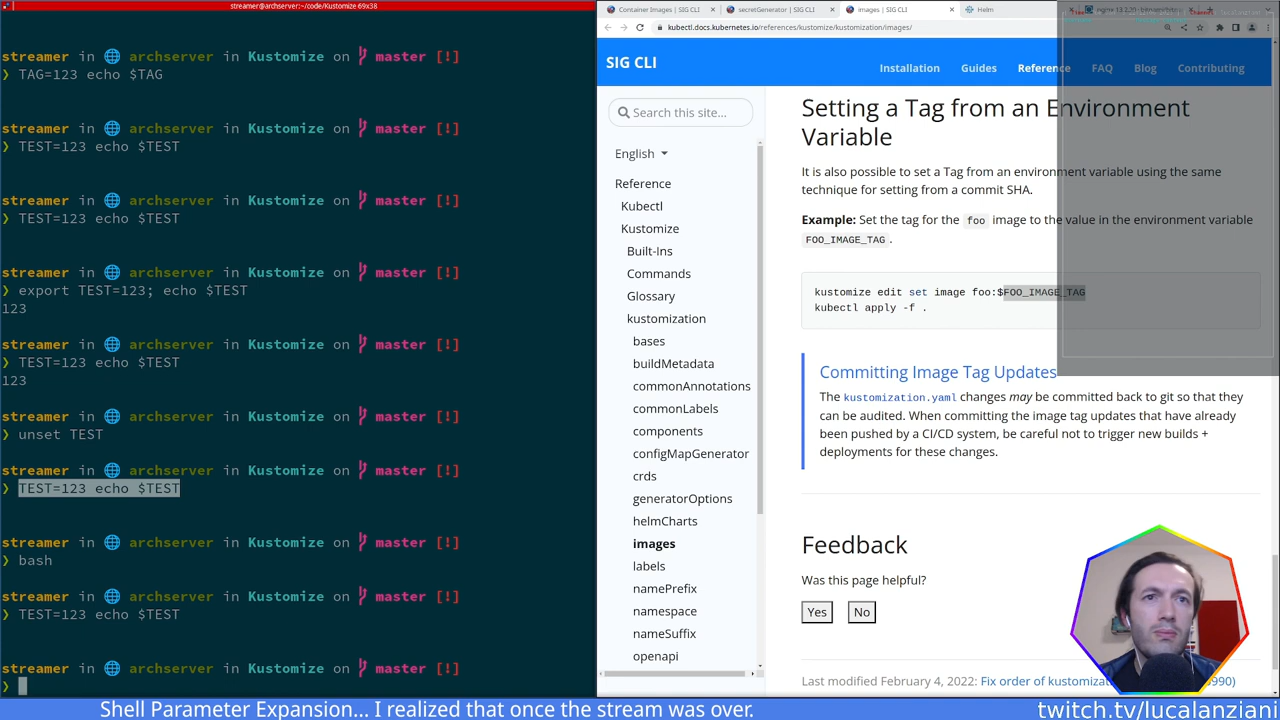 streamer@archserver:~/code/Kustomize 69x38
streamer in archserver in Kustomize on master [!]
❯ TAG=123 echo $TAG
streamer in archserver in Kustomize on master [!]
❯ TEST=123 echo $TEST
streamer in archserver in Kustomize on master [!]
❯ TEST=123 echo $TEST
streamer in archserver in Kustomize on master [!]
❯ export TEST=123; echo $TEST
123
streamer in archserver in Kustomize on master [!]
❯ TEST=123 echo $TEST
123
streamer in archserver in Kustomize on master [!]
❯ unset TEST
streamer in archserver in Kustomize on master [!]
❯ TEST=123 echo $TEST
streamer in archserver in Kustomize on master [!]
❯ bash
streamer in archserver in Kustomize on master [!]
❯ TEST=123 echo $TEST
streamer in archserver in Kustomize on master [!]
❯
Container Images | SIG CLI
secretGenerator | SIG CLI
images | SIG CLI
Helm
kubectl.docs.kubernetes.io/references/kustomize/kustomization/images/
SIG CLI
Installation Guides Reference FAQ Blog Contributing
Search this site...
English
Reference
Kubectl
Kustomize
Built-Ins
Commands
Glossary
kustomization
bases
buildMetadata
commonAnnotations
commonLabels
components
configMapGenerator
crds
generatorOptions
helmCharts
images
labels
namePrefix
namespace
nameSuffix
openapi
Setting a Tag from an Environment
Variable
It is also possible to set a Tag from an environment variable using the same
technique for setting from a commit SHA.
Example: Set the tag for the foo image to the value in the environment variable
FOO_IMAGE_TAG .
kustomize edit set image foo:$FOO_IMAGE_TAG
kubectl apply -f .
Committing Image Tag Updates
The kustomization.yaml changes may be committed back to git so that they
can be audited. When committing the image tag updates that have already
been pushed by a CI/CD system, be careful not to trigger new builds +
deployments for these changes.
Feedback
Was this page helpful?
Yes No
Last modified February 4, 2022: Fix order of kustomizat 990)
Shell Parameter Expansion... I realized that once the stream was over.
twitch.tv/lucalanziani